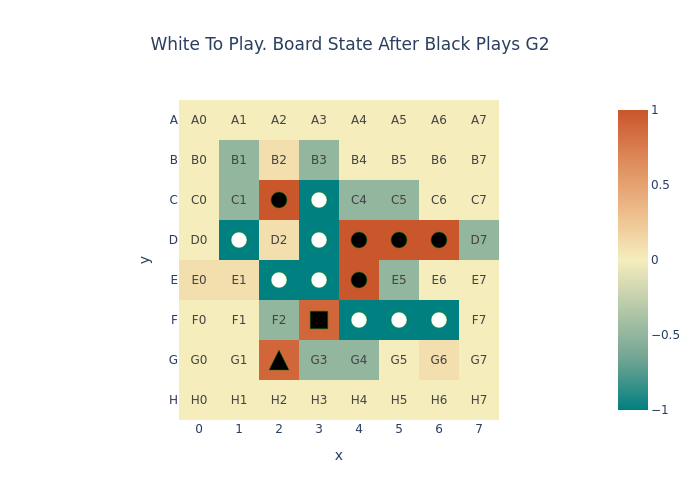 White To Play. Board State After Black Plays G2
A A0 A1 A2 A3 A4 A5 A6 A7
B B0 B1 B2 B3 B4 B5 B6 B7
C C0 C1 C4 C5 C6 C7
D D0 D2 D7
E E0 E1 E5 E6 E7
F F0 F1 F2 F7
G G0 G1 G3 G4 G5 G6 G7
H H0 H1 H2 H3 H4 H5 H6 H7
0 1 2 3 4 5 6 7
x
y
1
0.5
0
−0.5
−1